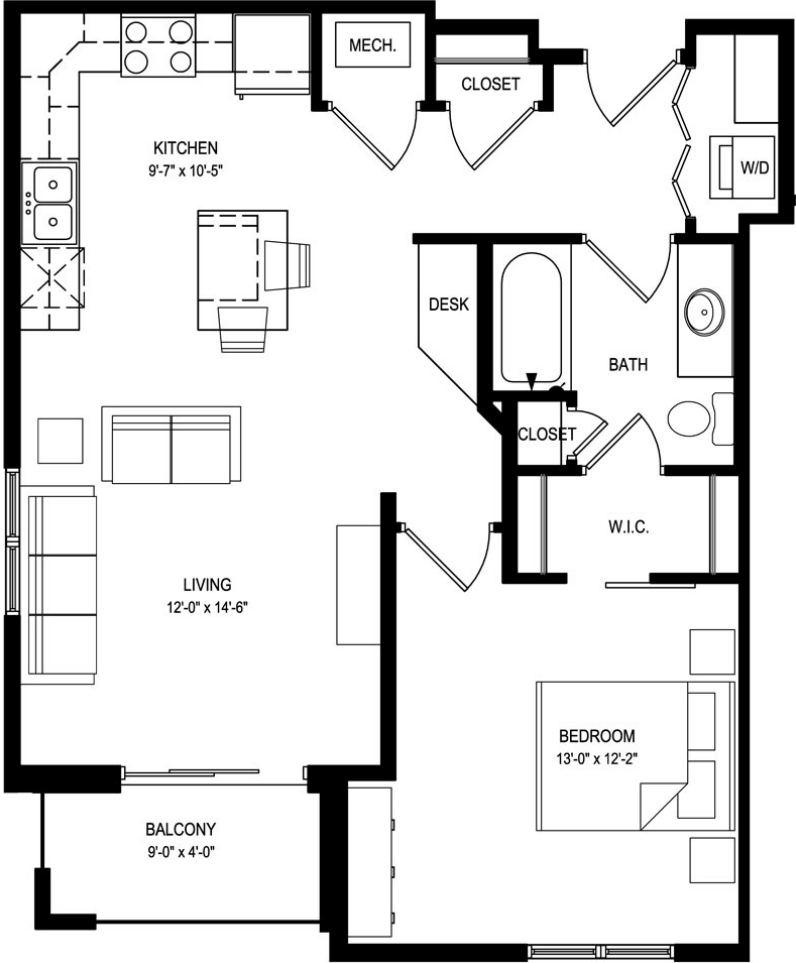 MECH.
CLOSET
KITCHEN
9'-7" x 10'-5"
W/D
DESK
BATH
CLOSET
W.I.C.
LIVING
12'-0" x 14'-6"
BEDROOM
13'-0" x 12'-2"
BALCONY
9'-0" x 4'-0"